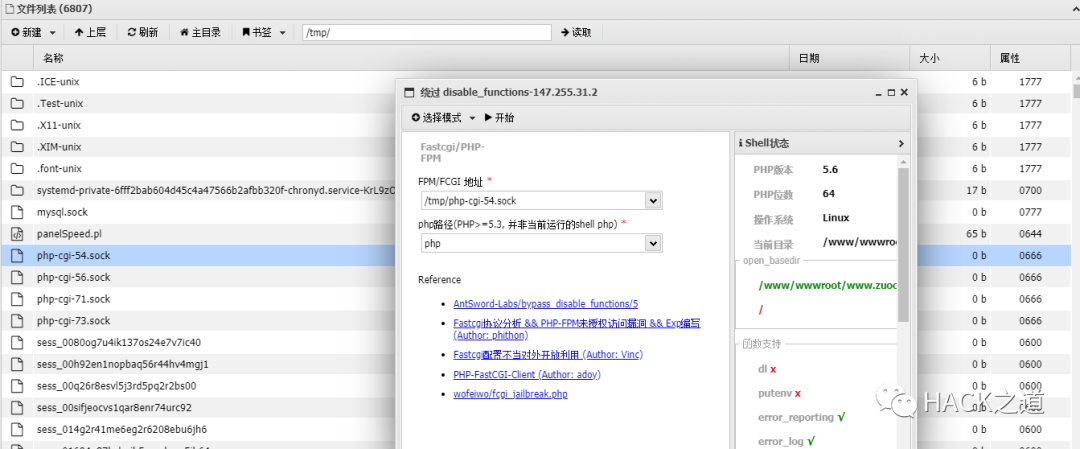 文件列表 (6807)
新建 上层 刷新 主目录 书签 /tmp/ 读取
名称 日期 大小 属性
.ICE-unix 6 b 1777
.Test-unix 6 b 1777
.X11-unix 6 b 1777
.XIM-unix 6 b 1777
.font-unix 6 b 1777
systemd-private-6fff2bab604d45c4a47566b2afbb320f-chronyd.service-KrL9zC 17 b 0700
mysql.sock 0 b 0777
panelSpeed.pl 65 b 0644
php-cgi-54.sock 0 b 0666
php-cgi-56.sock 0 b 0666
php-cgi-71.sock 0 b 0666
php-cgi-73.sock 0 b 0666
sess_0080og7u4ik137os24e7v7ic40 0 b 0600
sess_00h92en1nopbaq56r44hv4mgj1 0 b 0600
sess_00q26r8esvl5j3rd5pq2r2bs00 0 b 0600
sess_00sifjeocvs1qar8enr74urc92 0600
sess_014g2r41me6eg2r6208ebu6jh6 0 b 0600
绕过 disable_functions-147.255.31.2
选择模式 开始
Fastcgi/PHP-
FPM
FPM/FCGI 地址 *
/tmp/php-cgi-54.sock
php路径(PHP>=5.3, 并非当前运行的shell php) *
php
Reference
AntSword-Labs/bypass_disable_functions/5
Fastcgi协议分析 && PHP-FPM未授权访问漏洞 && Exp编写
(Author: phithon)
Fastcgi配置不当对外开放利用 (Author: Vinc)
PHP-FastCGI-Client (Author: adoy)
wofeiwo/fcgi_jailbreak.php
Shell状态
PHP版本 5.6
PHP位数 64
操作系统 Linux
当前目录 /www/wwwro
open_basedir
/www/wwwroot/www.zuoc
/
函数支持
dl x
putenv x
error_reporting √
error_log √
HACK之道